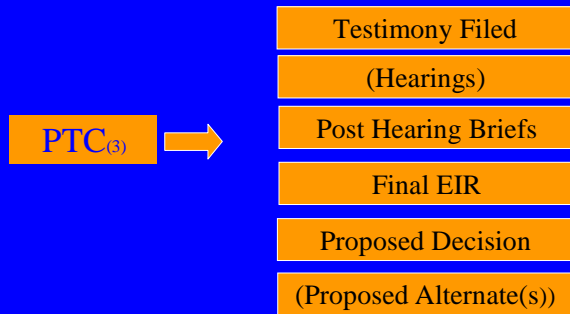 Testimony Filed
(Hearings)
PTC(3)
Post Hearing Briefs
Final EIR
Proposed Decision
(Proposed Alternate(s))